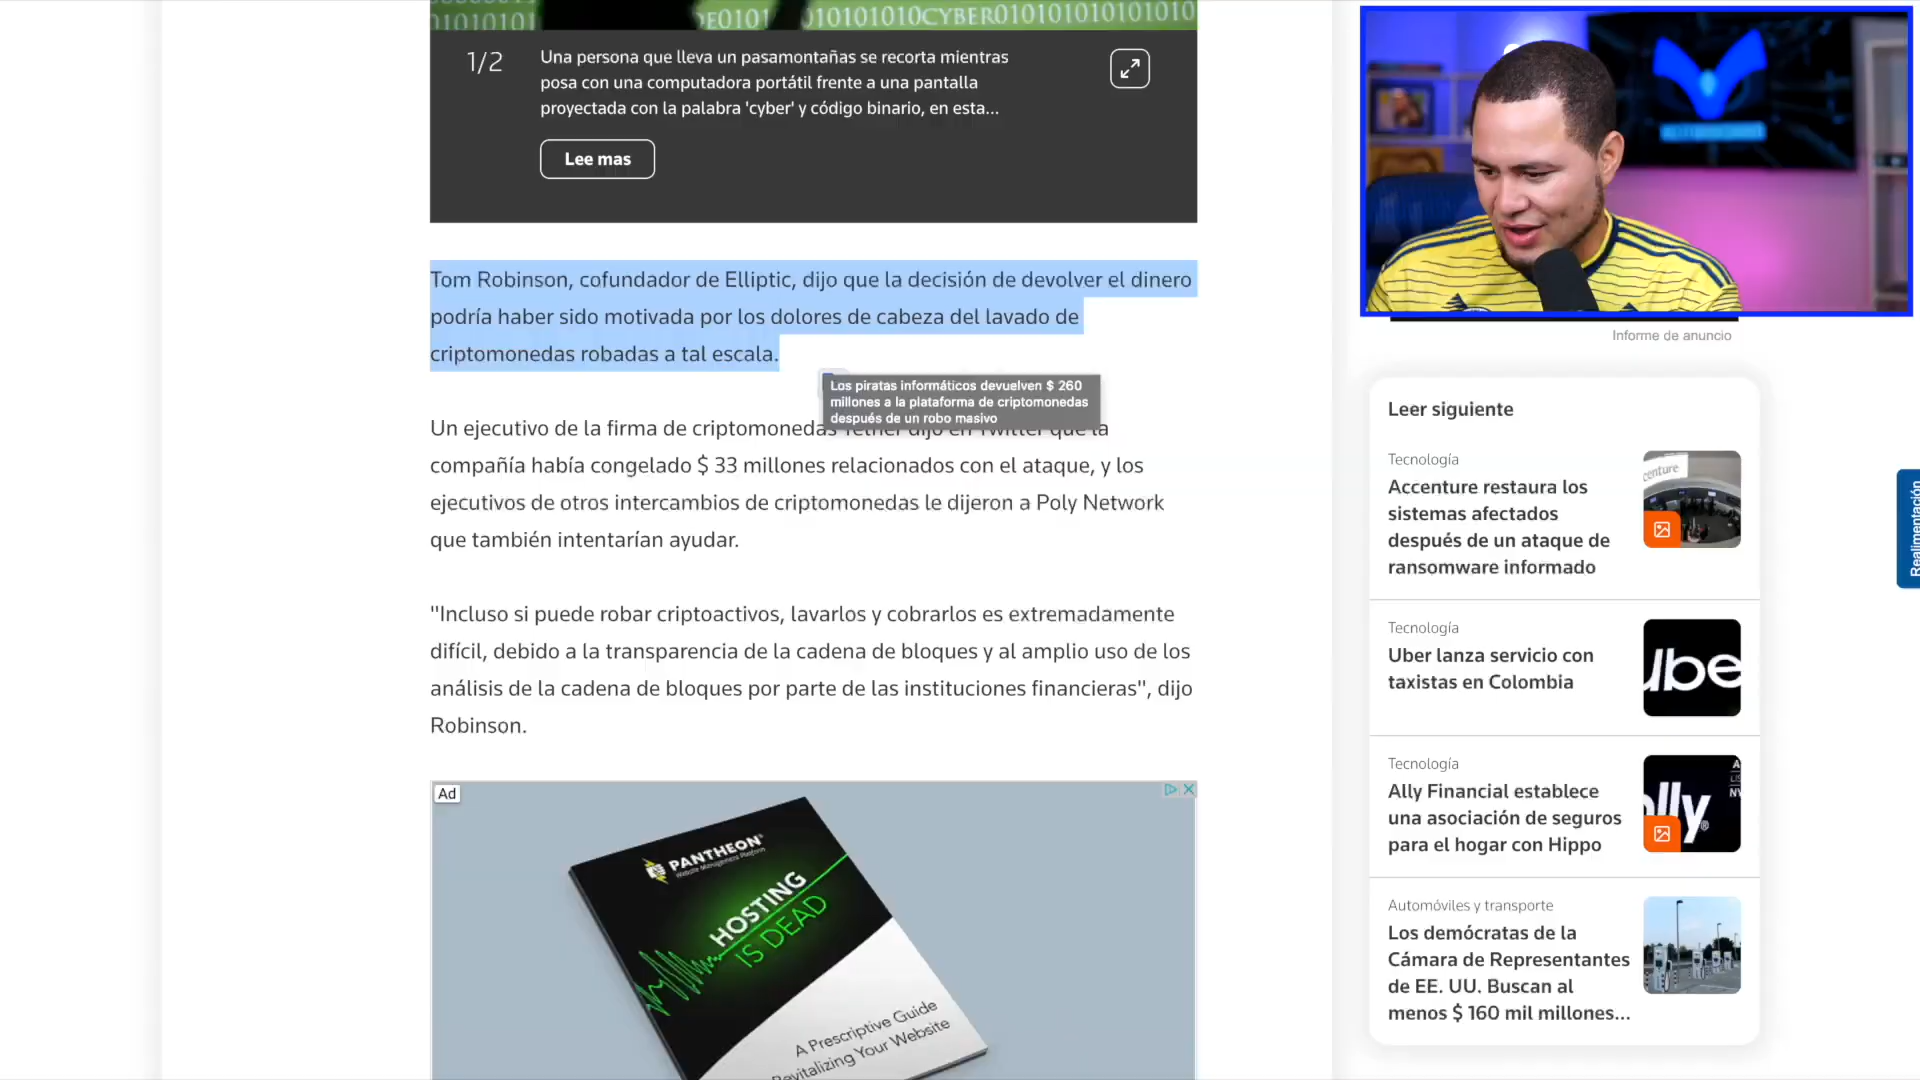 010101010CYBER01010101010101
1/2
Una persona que lleva un pasamontañas se recorta mientras
posa con una computadora portátil frente a una pantalla
proyectada con la palabra 'cyber' y código binario, en esta...
Lee mas
Tom Robinson, cofundador de Elliptic, dijo que la decisión de devolver el dinero
podría haber sido motivada por los dolores de cabeza del lavado de
criptomonedas robadas a tal escala.
Los piratas informáticos devuelven $ 260
millones a la plataforma de criptomonedas
después de un robo masivo
Un ejecutivo de la firma de criptomonedas Tether dijo en Twitter que la
compañía había congelado $ 33 millones relacionados con el ataque, y los
ejecutivos de otros intercambios de criptomonedas le dijeron a Poly Network
que también intentarían ayudar.
"Incluso si puede robar criptoactivos, lavarlos y cobrarlos es extremadamente
difícil, debido a la transparencia de la cadena de bloques y al amplio uso de los
análisis de la cadena de bloques por parte de las instituciones financieras", dijo
Robinson.
Ad
PANTHEON
Website Management Platform
HOSTING
IS DEAD
A Prescriptive Guide
Revitalizing Your Website
Informe de anuncio
Leer siguiente
Tecnología
Accenture restaura los
sistemas afectados
después de un ataque de
ransomware informado
Tecnología
Uber lanza servicio con
taxistas en Colombia
Tecnología
Ally Financial establece
una asociación de seguros
para el hogar con Hippo
Automóviles y transporte
Los demócratas de la
Cámara de Representantes
de EE. UU. Buscan al
menos $ 160 mil millones...
Realimentación